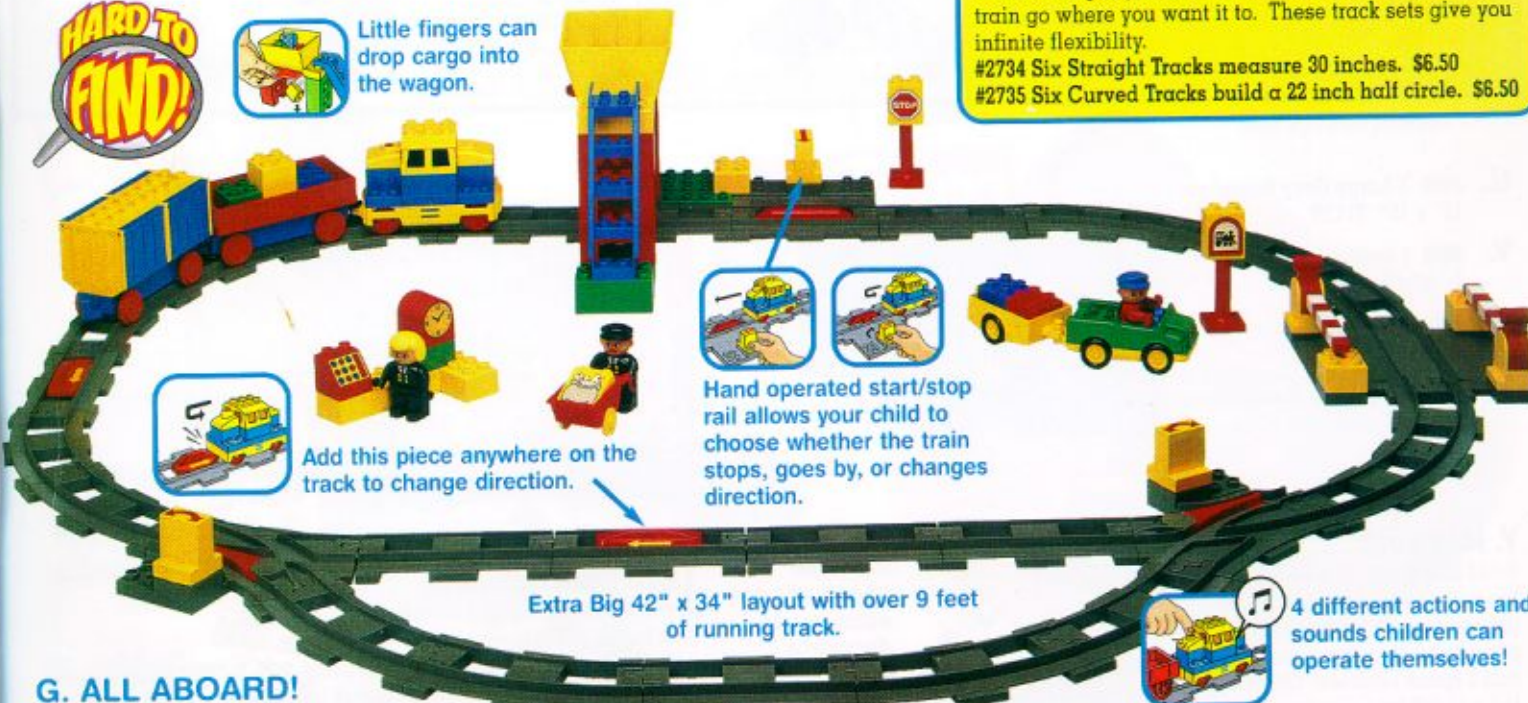 HARD TO
FIND!
Little fingers can
drop cargo into
the wagon.
train go where you want it to. These track sets give you
infinite flexibility.
#2734 Six Straight Tracks measure 30 inches. $6.50
#2735 Six Curved Tracks build a 22 inch half circle. $6.50
STOP
1
Add this piece anywhere on the
track to change direction.
Hand operated start/stop
rail allows your child to
choose whether the train
stops, goes by, or changes
direction.
Extra Big 42" x 34" layout with over 9 feet
of running track.
4 different actions and
sounds children can
operate themselves!
G. ALL ABOARD!